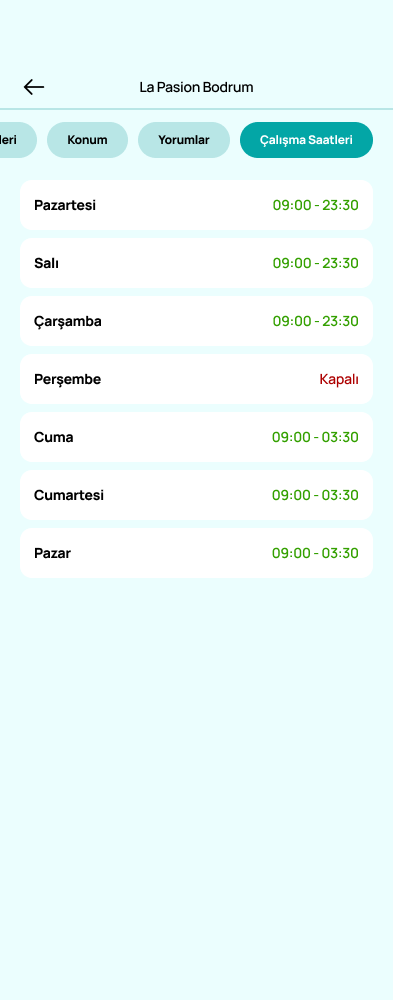 La Pasion Bodrum
leri Konum Yorumlar Çalışma Saatleri
Pazartesi 09:00 - 23:30
Salı 09:00 - 23:30
Çarşamba 09:00 - 23:30
Perşembe Kapalı
Cuma 09:00 - 03:30
Cumartesi 09:00 - 03:30
Pazar 09:00 - 03:30